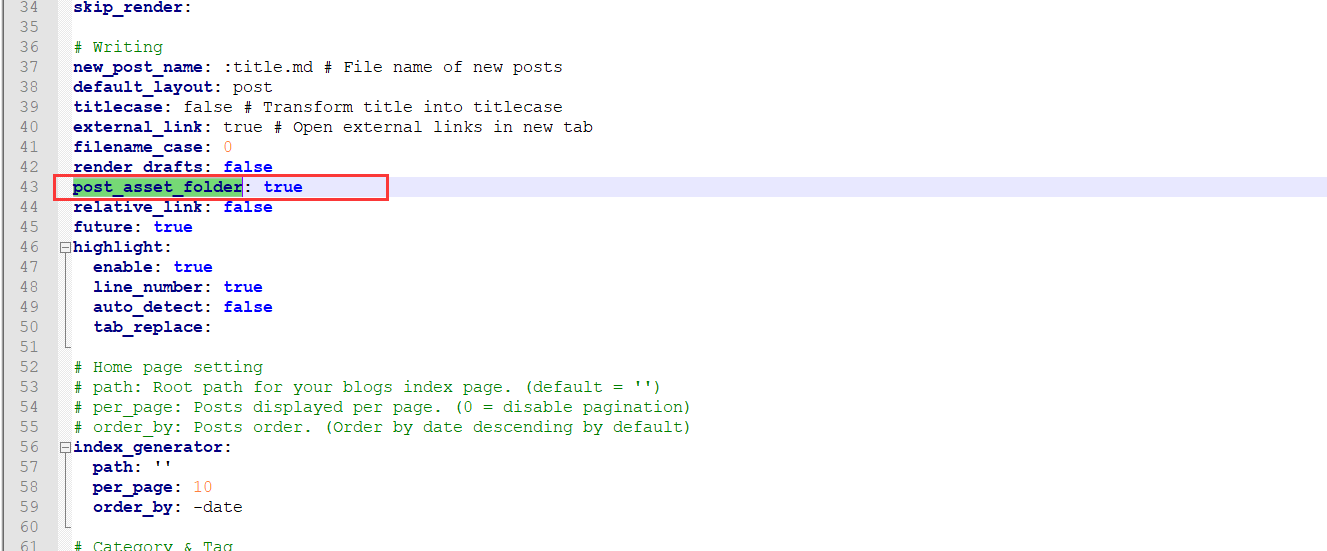 34 skip_render:
35
36 # Writing
37 new_post_name: :title.md # File name of new posts
38 default_layout: post
39 titlecase: false # Transform title into titlecase
40 external_link: true # Open external links in new tab
41 filename_case: 0
42 render_drafts: false
43 post_asset_folder: true
44 relative_link: false
45 future: true
46 highlight:
47   enable: true
48   line_number: true
49   auto_detect: false
50   tab_replace:
51
52 # Home page setting
53 # path: Root path for your blogs index page. (default = '')
54 # per_page: Posts displayed per page. (0 = disable pagination)
55 # order_by: Posts order. (Order by date descending by default)
56 index_generator:
57   path: ''
58   per_page: 10
59   order_by: -date
60
61 # Category & Tag